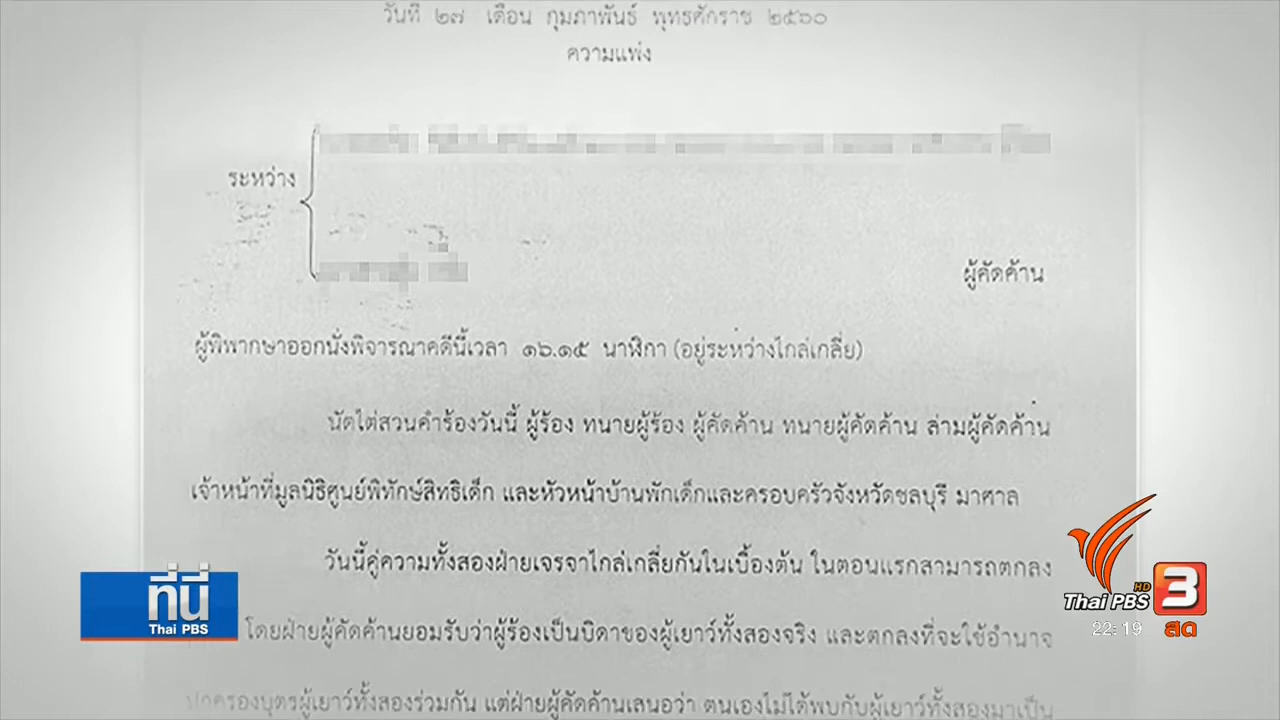 วันที่ ๒๗ เดือน กุมภาพันธ์ พุทธศักราช ๒๕๖๐
ความแพ่ง
ระหว่าง
ผู้คัดค้าน
ผู้พิพากษาออกนั่งพิจารณาคดีนี้เวลา ๑๖.๑๕ นาฬิกา (อยู่ระหว่างไกล่เกลี่ย)
นัดไต่สวนคำร้องวันนี้ ผู้ร้อง ทนายผู้ร้อง ผู้คัดค้าน ทนายผู้คัดค้าน ล่ามผู้คัดค้าน
เจ้าหน้าที่มูลนิธิศูนย์พิทักษ์สิทธิเด็ก และหัวหน้าบ้านพักเด็กและครอบครัวจังหวัดชลบุรี มาศาล
วันนี้คู่ความทั้งสองฝ่ายเจรจาไกล่เกลี่ยกันในเบื้องต้น ในตอนแรกสามารถตกลง
โดยฝ่ายผู้คัดค้านยอมรับว่าผู้ร้องเป็นบิดาของผู้เยาว์ทั้งสองจริง และตกลงที่จะใช้อำนาจ
ปกครองบุตรผู้เยาว์ทั้งสองร่วมกัน แต่ฝ่ายผู้คัดค้านเสนอว่า ตนเองไม่ได้พบกับผู้เยาว์ทั้งสองมาเป็น
ที่นี่
Thai PBS
Thai PBS HD 3
22:19 สด